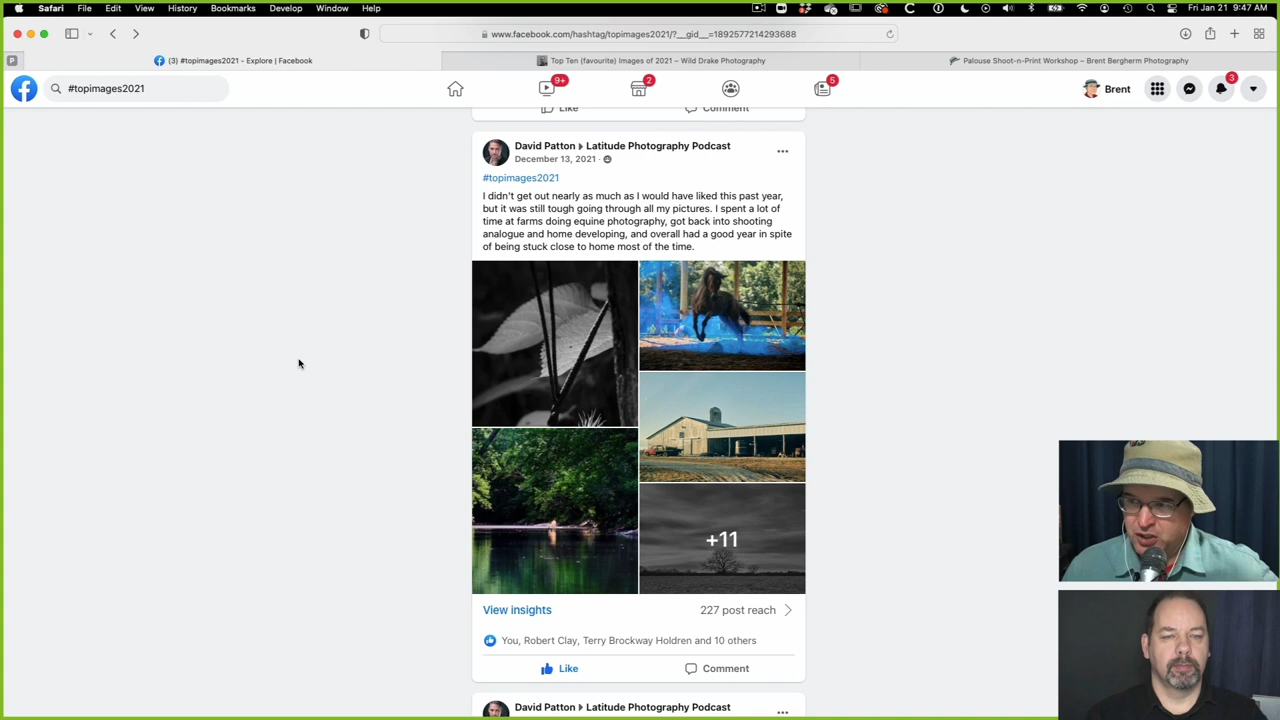 Safari File Edit View History Bookmarks Develop Window Help
Fri Jan 21 9:47 AM
www.facebook.com/hashtag/topimages2021/?__gid__=1892577214293688
P
(3) #topimages2021 - Explore | Facebook
Top Ten (favourite) Images of 2021 – Wild Drake Photography
Palouse Shoot-n-Print Workshop – Brent Bergherm Photography
#topimages2021
9+
2
5
Brent
3
Like
Comment
David Patton Latitude Photography Podcast
December 13, 2021 ·
#topimages2021
I didn't get out nearly as much as I would have liked this past year,
but it was still tough going through all my pictures. I spent a lot of
time at farms doing equine photography, got back into shooting
analogue and home developing, and overall had a good year in spite
of being stuck close to home most of the time.
+11
View insights
227 post reach
You, Robert Clay, Terry Brockway Holdren and 10 others
Like
Comment
David Patton Latitude Photography Podcast